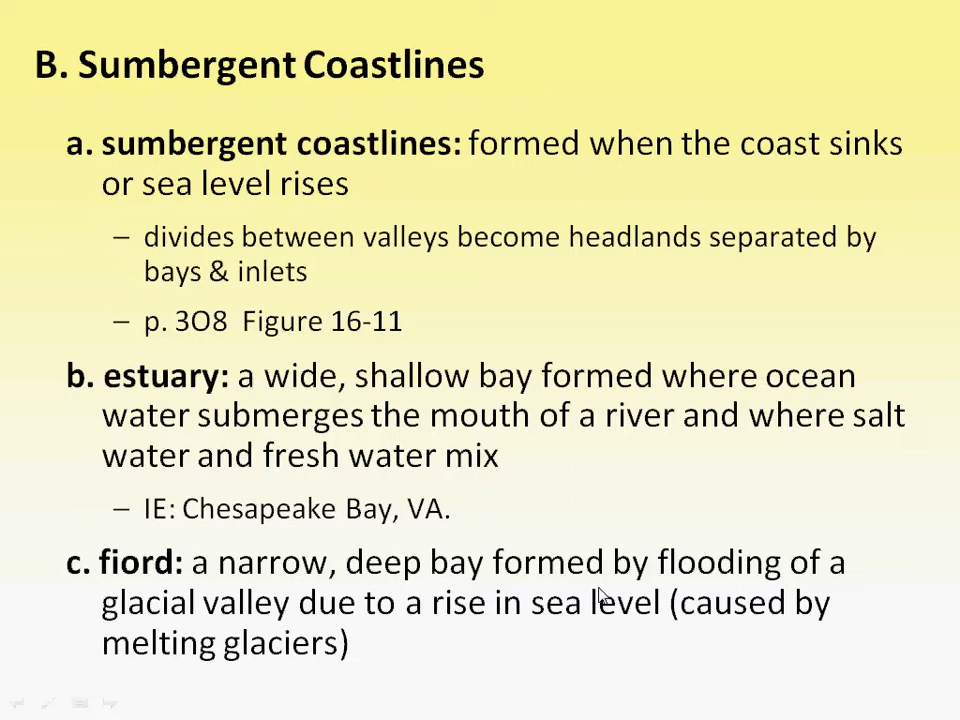 B. Sumbergent Coastlines
a. sumbergent coastlines: formed when the coast sinks
or sea level rises
– divides between valleys become headlands separated by
bays & inlets
– p. 3O8 Figure 16-11
b. estuary: a wide, shallow bay formed where ocean
water submerges the mouth of a river and where salt
water and fresh water mix
– IE: Chesapeake Bay, VA.
c. fiord: a narrow, deep bay formed by flooding of a
glacial valley due to a rise in sea level (caused by
melting glaciers)